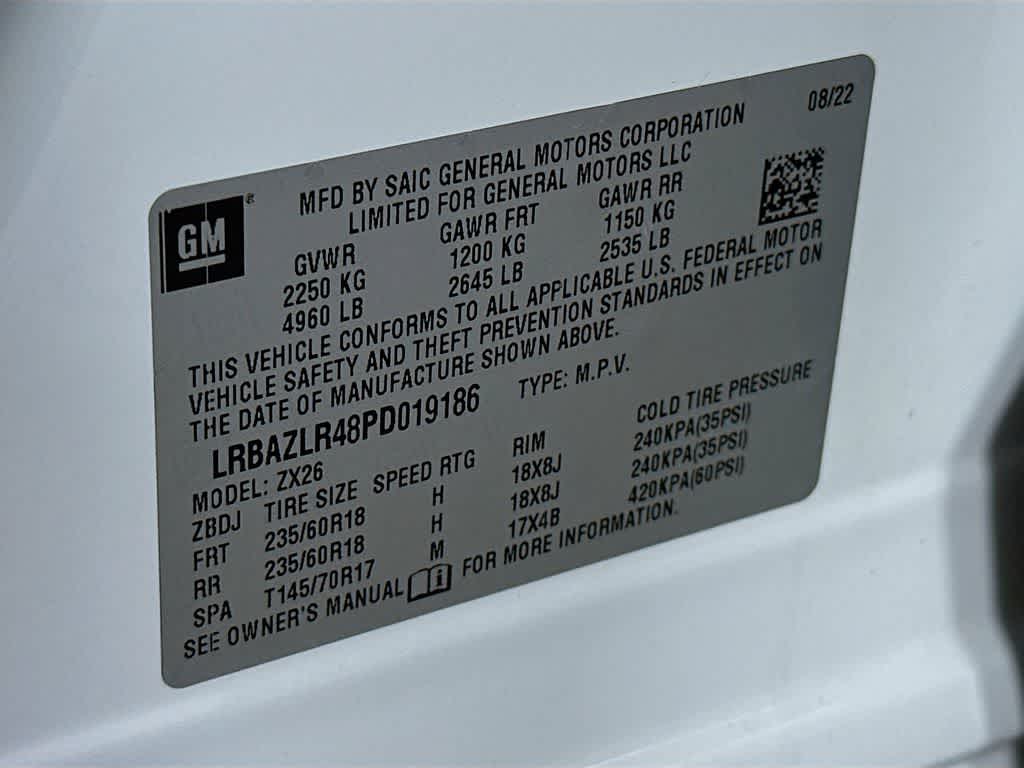 08/22
GM ®
MFD BY SAIC GENERAL MOTORS CORPORATION
LIMITED FOR GENERAL MOTORS LLC
GVWR GAWR FRT GAWR RR
2250 KG 1200 KG 1150 KG
4960 LB 2645 LB 2535 LB
THIS VEHICLE CONFORMS TO ALL APPLICABLE U.S. FEDERAL MOTOR
VEHICLE SAFETY AND THEFT PREVENTION STANDARDS IN EFFECT ON
THE DATE OF MANUFACTURE SHOWN ABOVE.
LRBAZLR48PD019186 TYPE: M.P.V.
MODEL: ZX26
ZBDJ TIRE SIZE SPEED RTG RIM COLD TIRE PRESSURE
FRT 235/60R18 H 18X8J 240KPA(35PSI)
RR 235/60R18 H 18X8J 240KPA(35PSI)
SPA T145/70R17 M 17X4B 420KPA(60PSI)
SEE OWNER'S MANUAL FOR MORE INFORMATION.